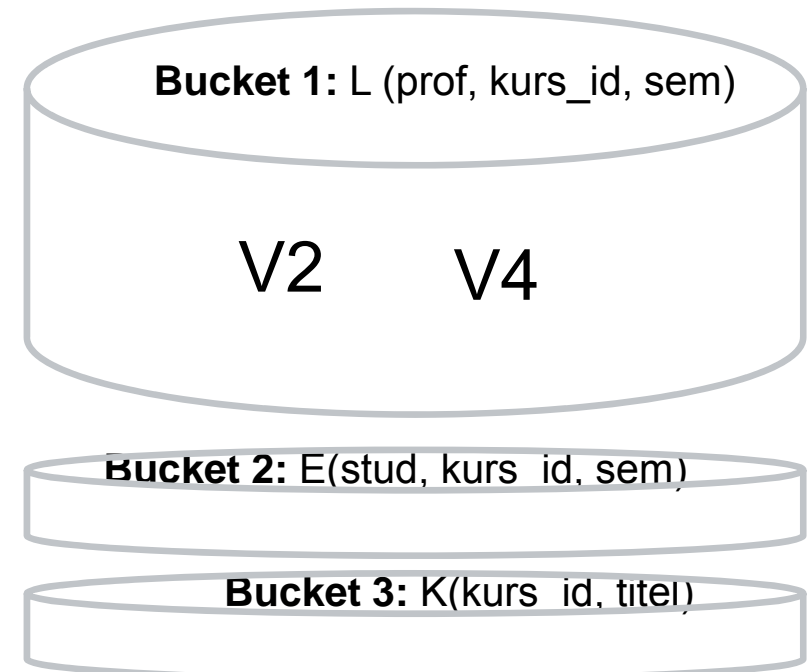 Bucket 1: L (prof, kurs_id, sem)
V2 V4
Bucket 2: E(stud, kurs_id, sem)
Bucket 3: K(kurs_id, titel)